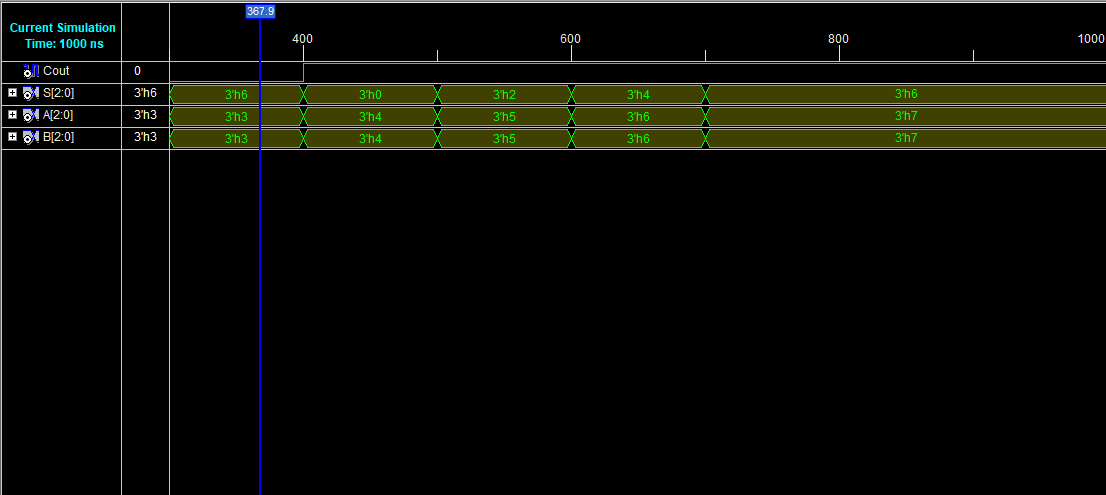 367.9
Current Simulation
Time: 1000 ns
400 600 800 1000
Cout 0
S[2:0] 3'h6 3'h6 3'h0 3'h2 3'h4 3'h6
A[2:0] 3'h3 3'h3 3'h4 3'h5 3'h6 3'h7
B[2:0] 3'h3 3'h3 3'h4 3'h5 3'h6 3'h7